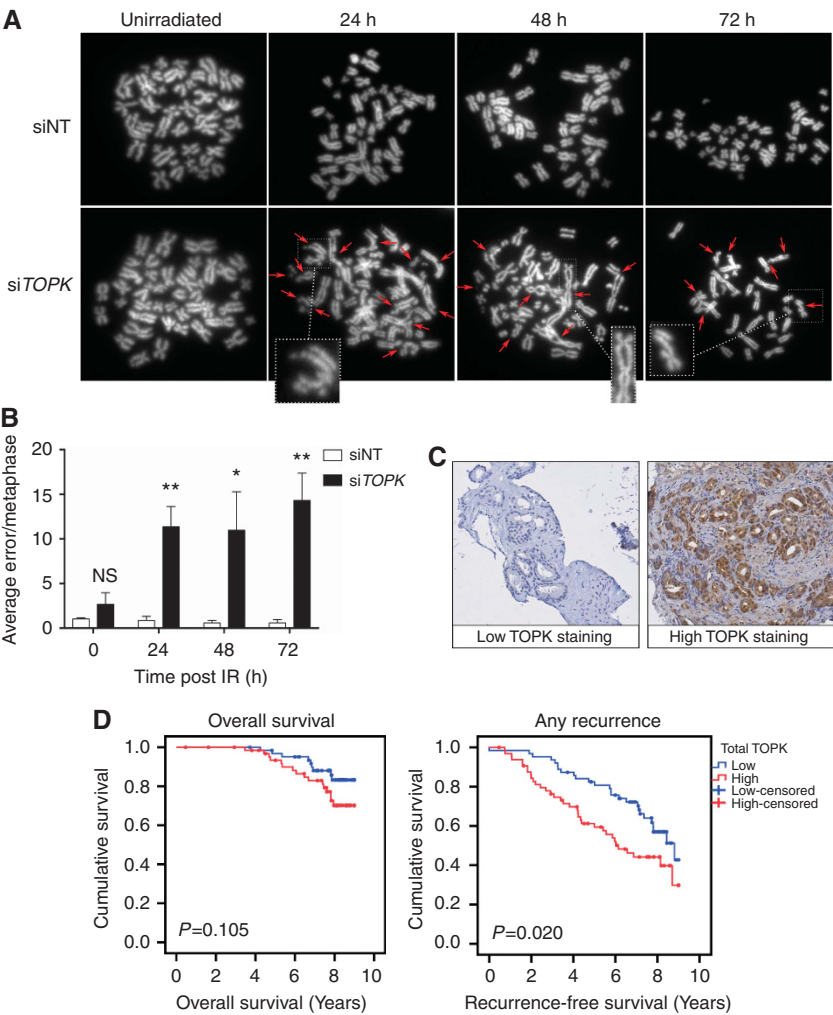 A
Unirradiated 24 h 48 h 72 h
siNT
siTOPK
B
Average error/metaphase
20
15
10
5
0
NS
**
*
**
siNT
siTOPK
0 24 48 72
Time post IR (h)
C
Low TOPK staining
High TOPK staining
D
Overall survival
Cumulative survival
1.0
0.8
0.6
0.4
0.2
0.0
P=0.105
0 2 4 6 8 10
Overall survival (Years)
Any recurrence
Cumulative survival
1.0
0.8
0.6
0.4
0.2
0.0
P=0.020
0 2 4 6 8 10
Recurrence-free survival (Years)
Total TOPK
Low
High
Low-censored
High-censored